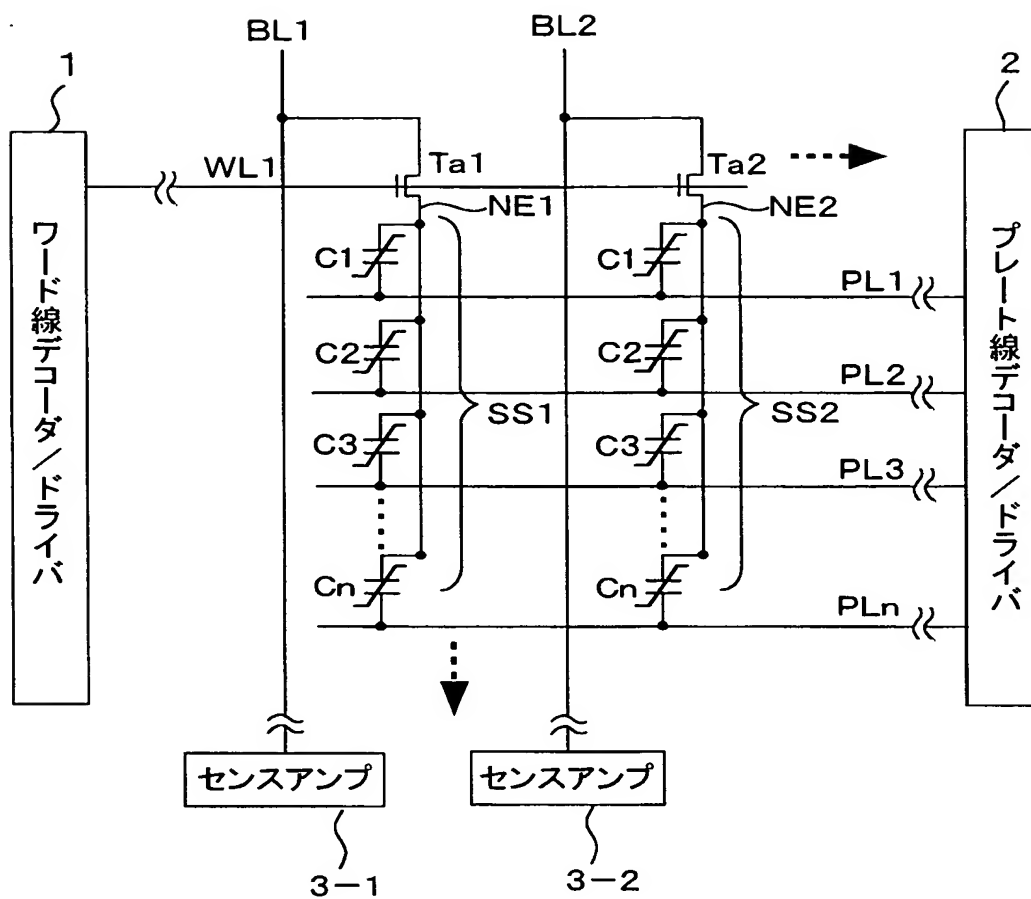 BL1
BL2
1
2
WL1
Ta1
Ta2
NE1
NE2
ワード線デコーダ/ドライバ
プレート線デコーダ/ドライバ
C1
C1
PL1
C2
C2
PL2
SS1
SS2
C3
C3
PL3
Cn
Cn
PLn
センスアンプ
センスアンプ
3-1
3-2